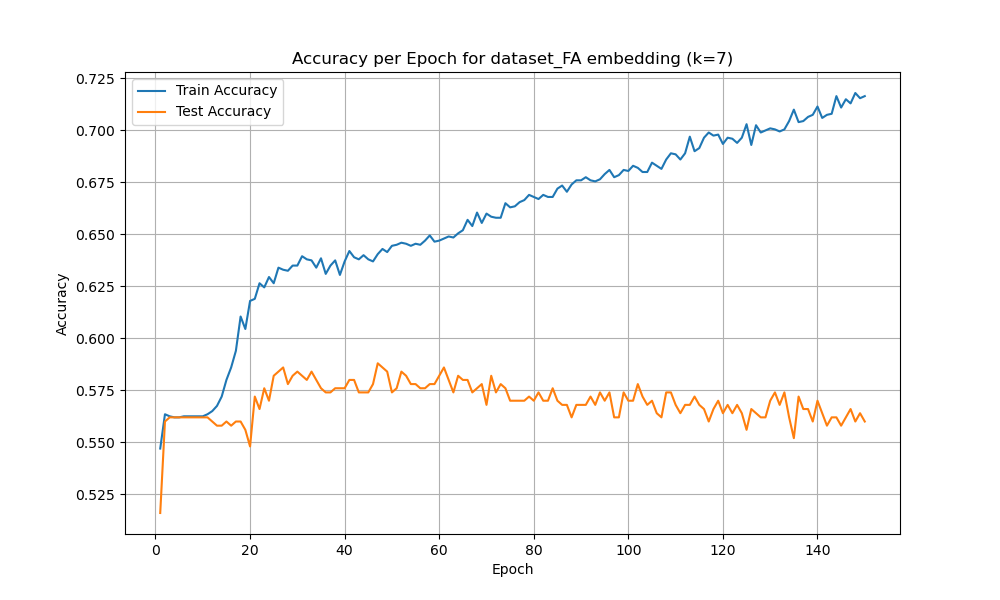 Accuracy per Epoch for dataset_FA embedding (k=7)
Train Accuracy
Test Accuracy
Accuracy
0.725
0.700
0.675
0.650
0.625
0.600
0.575
0.550
0.525
0 20 40 60 80 100 120 140
Epoch